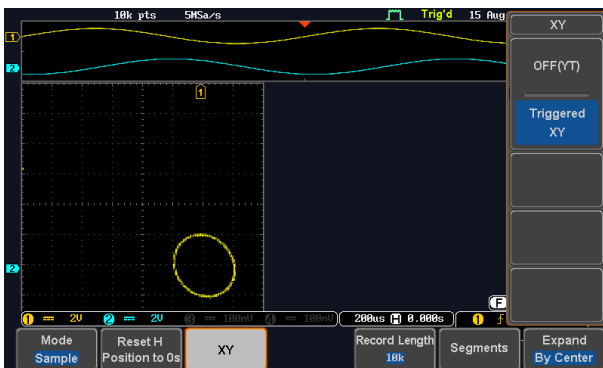 10k pts 5MSa/s Trig'd 15 Aug
XY
1
2
OFF(YT)
1
Triggered
XY
2
F
1 2V 2 2V 3 100mV 4 100mV 200us H 0.000s 1
Mode
Sample
Reset H
Position to 0s
XY
Record Length
10k
Segments
Expand
By Center